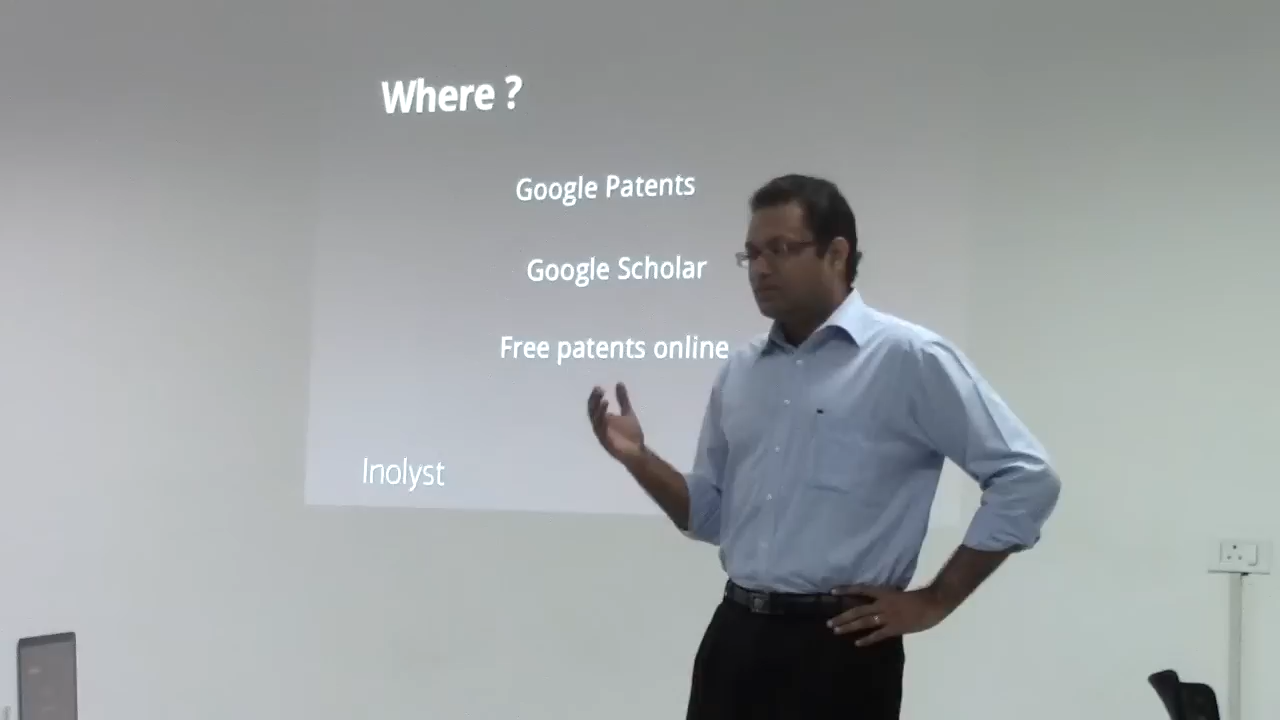 Where ?
Google Patents
Google Scholar
Free patents online
Inolyst